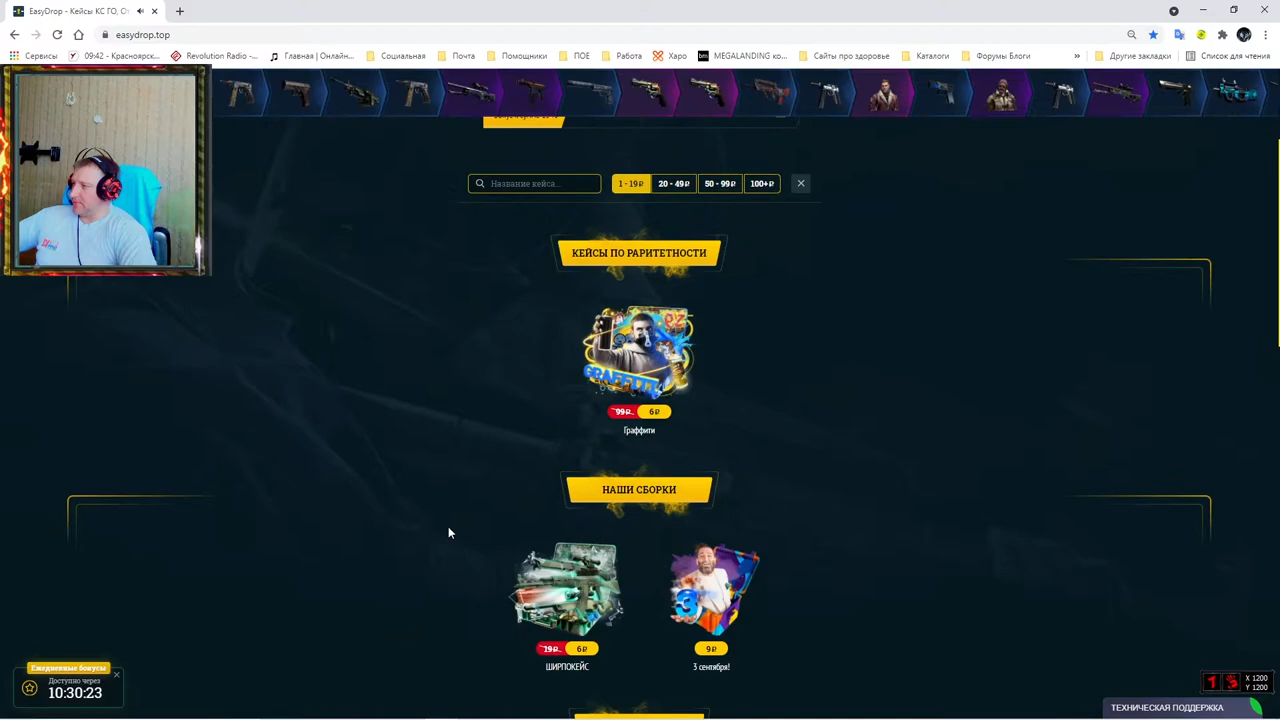 EasyDrop - Кейсы КС ГО, От
easydrop.top
Сервисы
09:42 - Красноярск...
Revolution Radio -...
Главная | Онлайн...
Социальная
Почта
Помощники
ПОЕ
Работа
Харо
MEGALANDING ко...
Сайты про здоровье
Каталоги
Форумы Блоги
»
Другие закладки
Список для чтения
Название кейса...
1 - 19₽
20 - 49₽
50 - 99₽
100+₽
КЕЙСЫ ПО РАРИТЕТНОСТИ
GRAFFITI
99₽ 6₽
Граффити
НАШИ СБОРКИ
3
19₽ 6₽
9₽
ШИРПОКЕЙС
3 сентября!
Ежедневные бонусы
Доступно через
10:30:23
X 1200
Y 1200
ТЕХНИЧЕСКАЯ ПОДДЕРЖКА